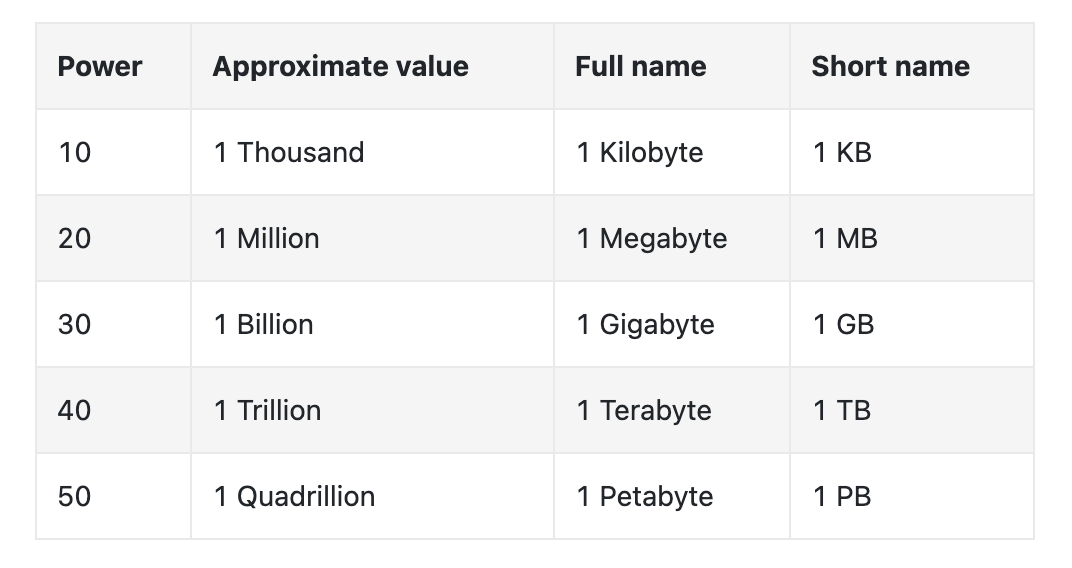 Power Approximate value Full name Short name
10 1 Thousand 1 Kilobyte 1 KB
20 1 Million 1 Megabyte 1 MB
30 1 Billion 1 Gigabyte 1 GB
40 1 Trillion 1 Terabyte 1 TB
50 1 Quadrillion 1 Petabyte 1 PB